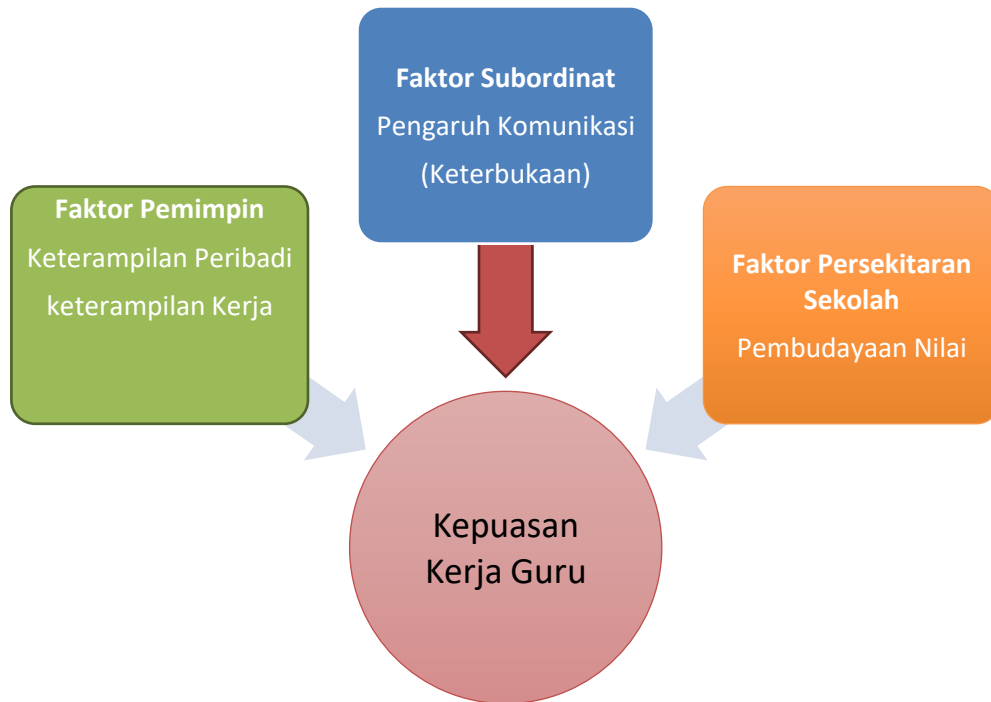 Faktor Subordinat
Pengaruh Komunikasi
(Keterbukaan)
Faktor Pemimpin
Keterampilan Peribadi
keterampilan Kerja
Faktor Persekitaran
Sekolah
Pembudayaan Nilai
Kepuasan
Kerja Guru